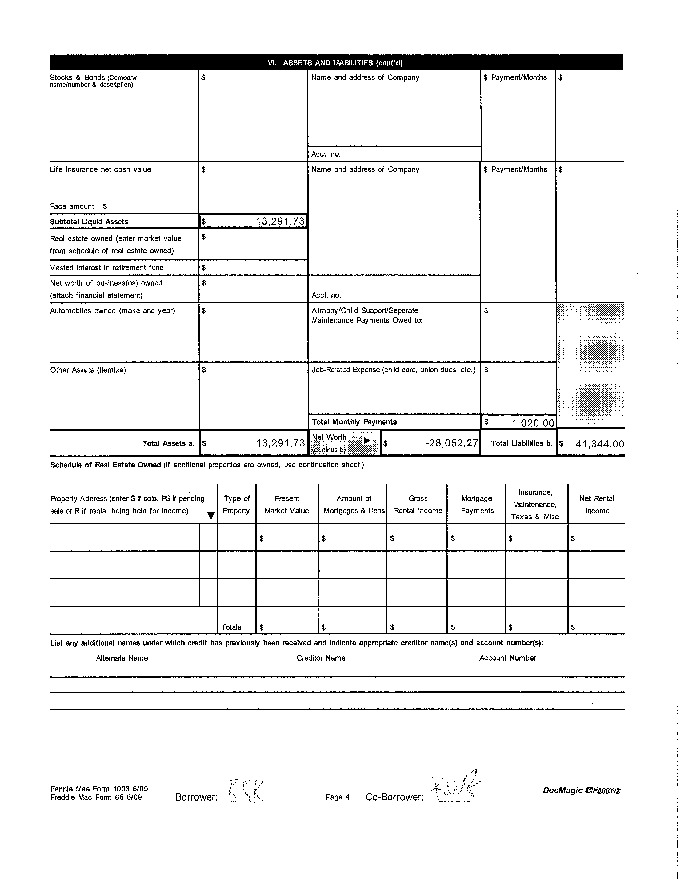 VI. ASSETS AND LIABILITIES (cont'd)
Stocks & Bonds (Company $ Name and address of Company $ Payment/Months $
name/number & description)
Acct. no.
Life Insurance net cash value $ Name and address of Company $ Payment/Months $
Face amount $
Subtotal Liquid Assets $ 13,291.73
Real estate owned (enter market value $
from schedule of real estate owned)
Vested interest in retirement fund $
Net worth of business(es) owned $
(attach financial statement) Acct. no.
Automobiles owned (make and year) $ Alimony/Child Support/Separate $
Maintenance Payments Owed to:
Other Assets (itemize) $ Job-Related Expense (child care, union dues, etc.) $
Total Monthly Payments $ 1,020.00
Total Assets a. $ 13,291.73 Net Worth $ -28,052.27 Total Liabilities b. $ 41,344.00
(a minus b)
Schedule of Real Estate Owned (If additional properties are owned, use continuation sheet.)
Property Address (enter S if sold, PS if pending Type of Present Amount of Gross Mortgage Insurance, Net Rental
sale or R if rental being held for income) Property Market Value Mortgages & Liens Rental Income Payments Maintenance, Income
Taxes & Misc
$ $ $ $ $ $
Totals $ $ $ $ $ $
List any additional names under which credit has previously been received and indicate appropriate creditor name(s) and account number(s):
Alternate Name Creditor Name Account Number
Fannie Mae Form 1003 6/09
Freddie Mac Form 65 6/09 Borrower: Page 4 Co-Borrower: DocMagic